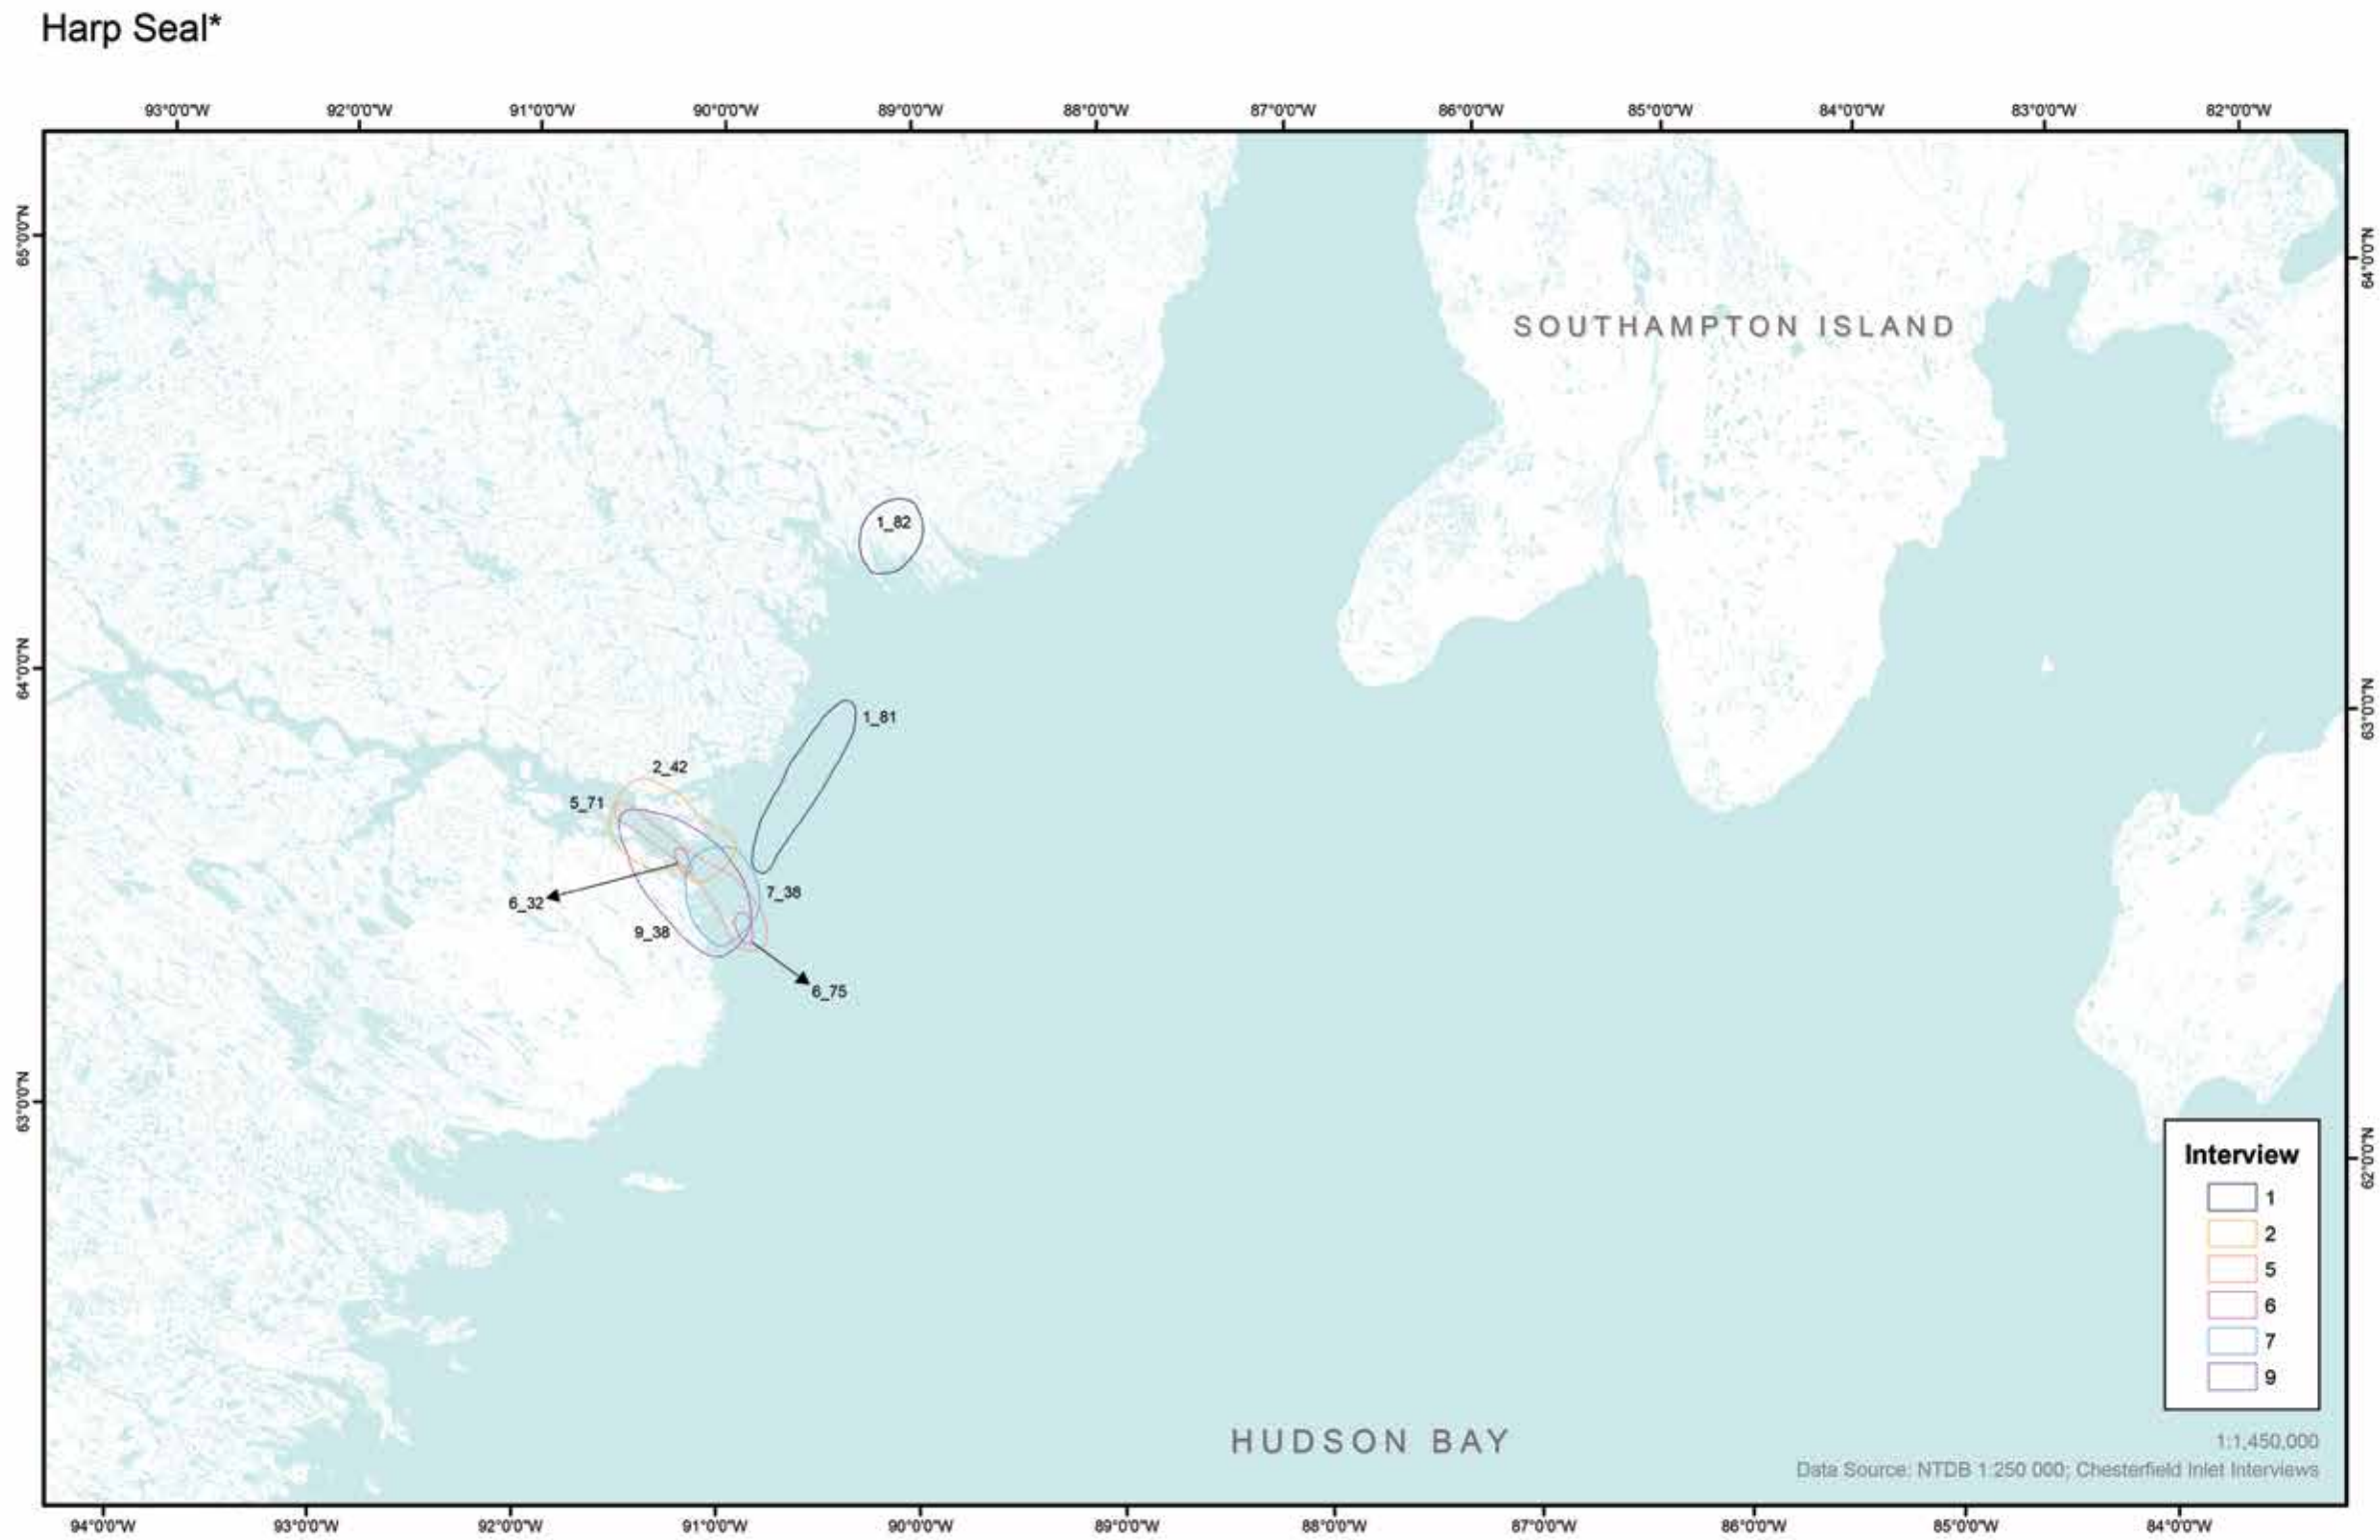 Harp Seal*
93°0'0"W 92°0'0"W 91°0'0"W 90°0'0"W 89°0'0"W 88°0'0"W 87°0'0"W 86°0'0"W 85°0'0"W 84°0'0"W 83°0'0"W 82°0'0"W
65°0'0"N
64°0'0"N
SOUTHAMPTON ISLAND
1_82
64°0'0"N
63°0'0"N
1_81
2_42
5_71
7_38
6_32
9_38
6_75
63°0'0"N
62°0'0"N
Interview
1
2
5
6
7
9
HUDSON BAY
1:1,450,000
Data Source: NTDB 1:250 000; Chesterfield Inlet Interviews
94°0'0"W 93°0'0"W 92°0'0"W 91°0'0"W 90°0'0"W 89°0'0"W 88°0'0"W 87°0'0"W 86°0'0"W 85°0'0"W 84°0'0"W